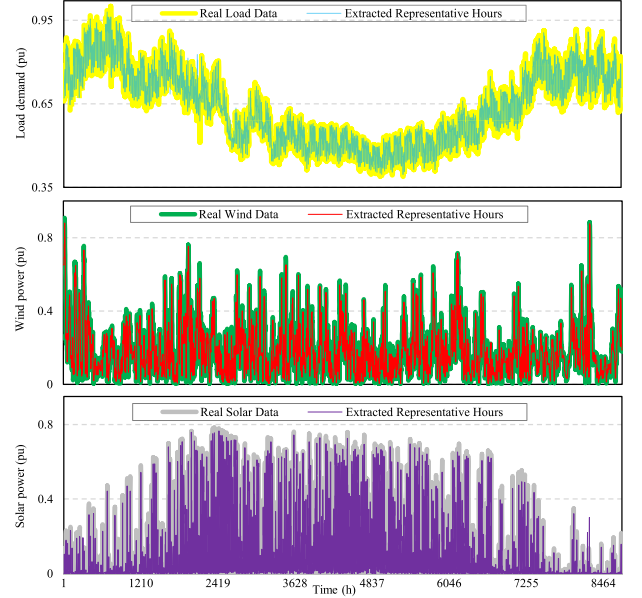 Real Load Data Extracted Representative Hours
0.95
0.65
0.35
Load demand (pu)
Real Wind Data Extracted Representative Hours
0.8
0.4
0
Wind power (pu)
Real Solar Data Extracted Representative Hours
0.8
0.4
0
Solar power (pu)
1 1210 2419 3628 4837 6046 7255 8464
Time (h)